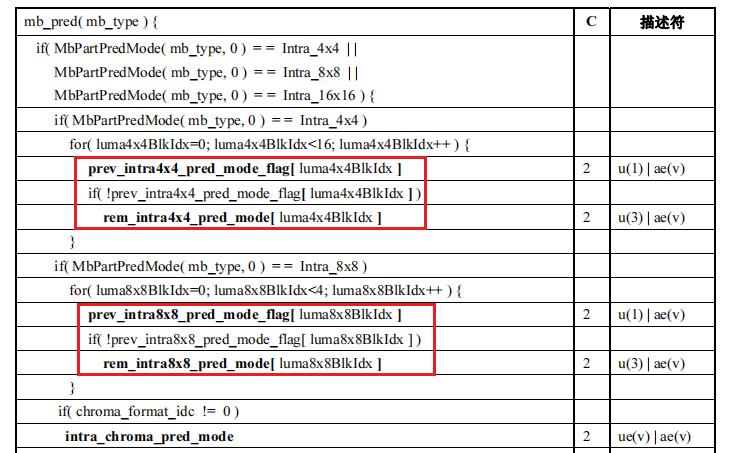 mb_pred( mb_type ) { C 描述符
if( MbPartPredMode( mb_type, 0 ) = = Intra_4x4 | |
MbPartPredMode( mb_type, 0 ) = = Intra_8x8 | |
MbPartPredMode( mb_type, 0 ) = = Intra_16x16 ) {
if( MbPartPredMode( mb_type, 0 ) = = Intra_4x4 )
for( luma4x4BlkIdx=0; luma4x4BlkIdx<16; luma4x4BlkIdx++ ) {
prev_intra4x4_pred_mode_flag[ luma4x4BlkIdx ] 2 u(1) | ae(v)
if( !prev_intra4x4_pred_mode_flag[ luma4x4BlkIdx ] )
rem_intra4x4_pred_mode[ luma4x4BlkIdx ] 2 u(3) | ae(v)
}
if( MbPartPredMode( mb_type, 0 ) = = Intra_8x8 )
for( luma8x8BlkIdx=0; luma8x8BlkIdx<4; luma8x8BlkIdx++ ) {
prev_intra8x8_pred_mode_flag[ luma8x8BlkIdx ] 2 u(1) | ae(v)
if( !prev_intra8x8_pred_mode_flag[ luma8x8BlkIdx ] )
rem_intra8x8_pred_mode[ luma8x8BlkIdx ] 2 u(3) | ae(v)
}
if( chroma_format_idc != 0 )
intra_chroma_pred_mode 2 ue(v) | ae(v)